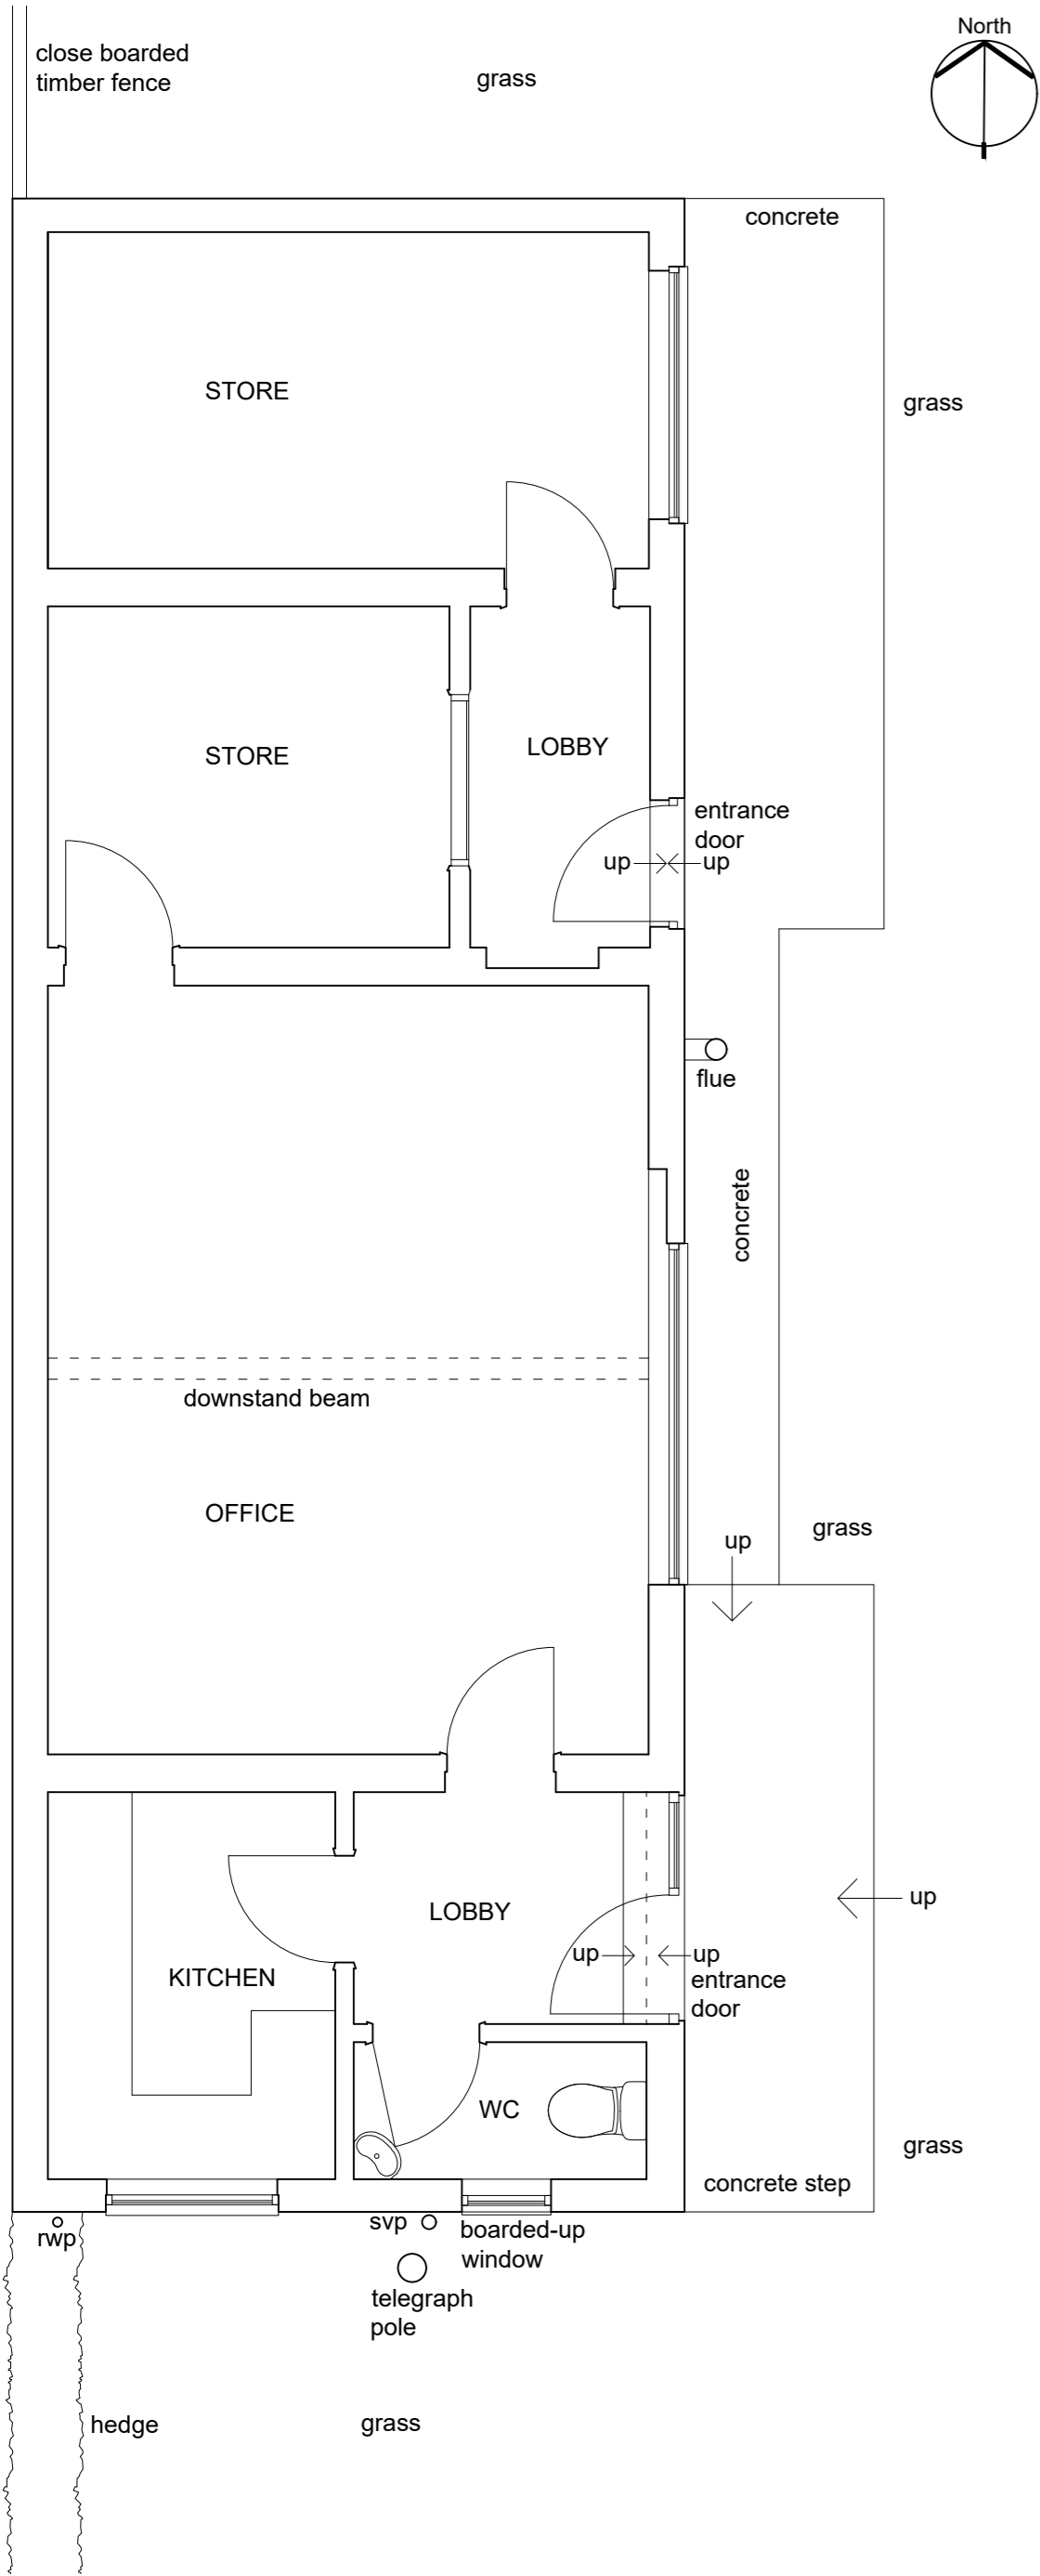 close boarded
timber fence
grass
North
concrete
STORE
grass
STORE
LOBBY
entrance
door
up
up
flue
concrete
downstand beam
OFFICE
grass
up
LOBBY
up
up
up
entrance
door
KITCHEN
WC
grass
concrete step
rwp
svp
boarded-up
window
telegraph
pole
hedge
grass